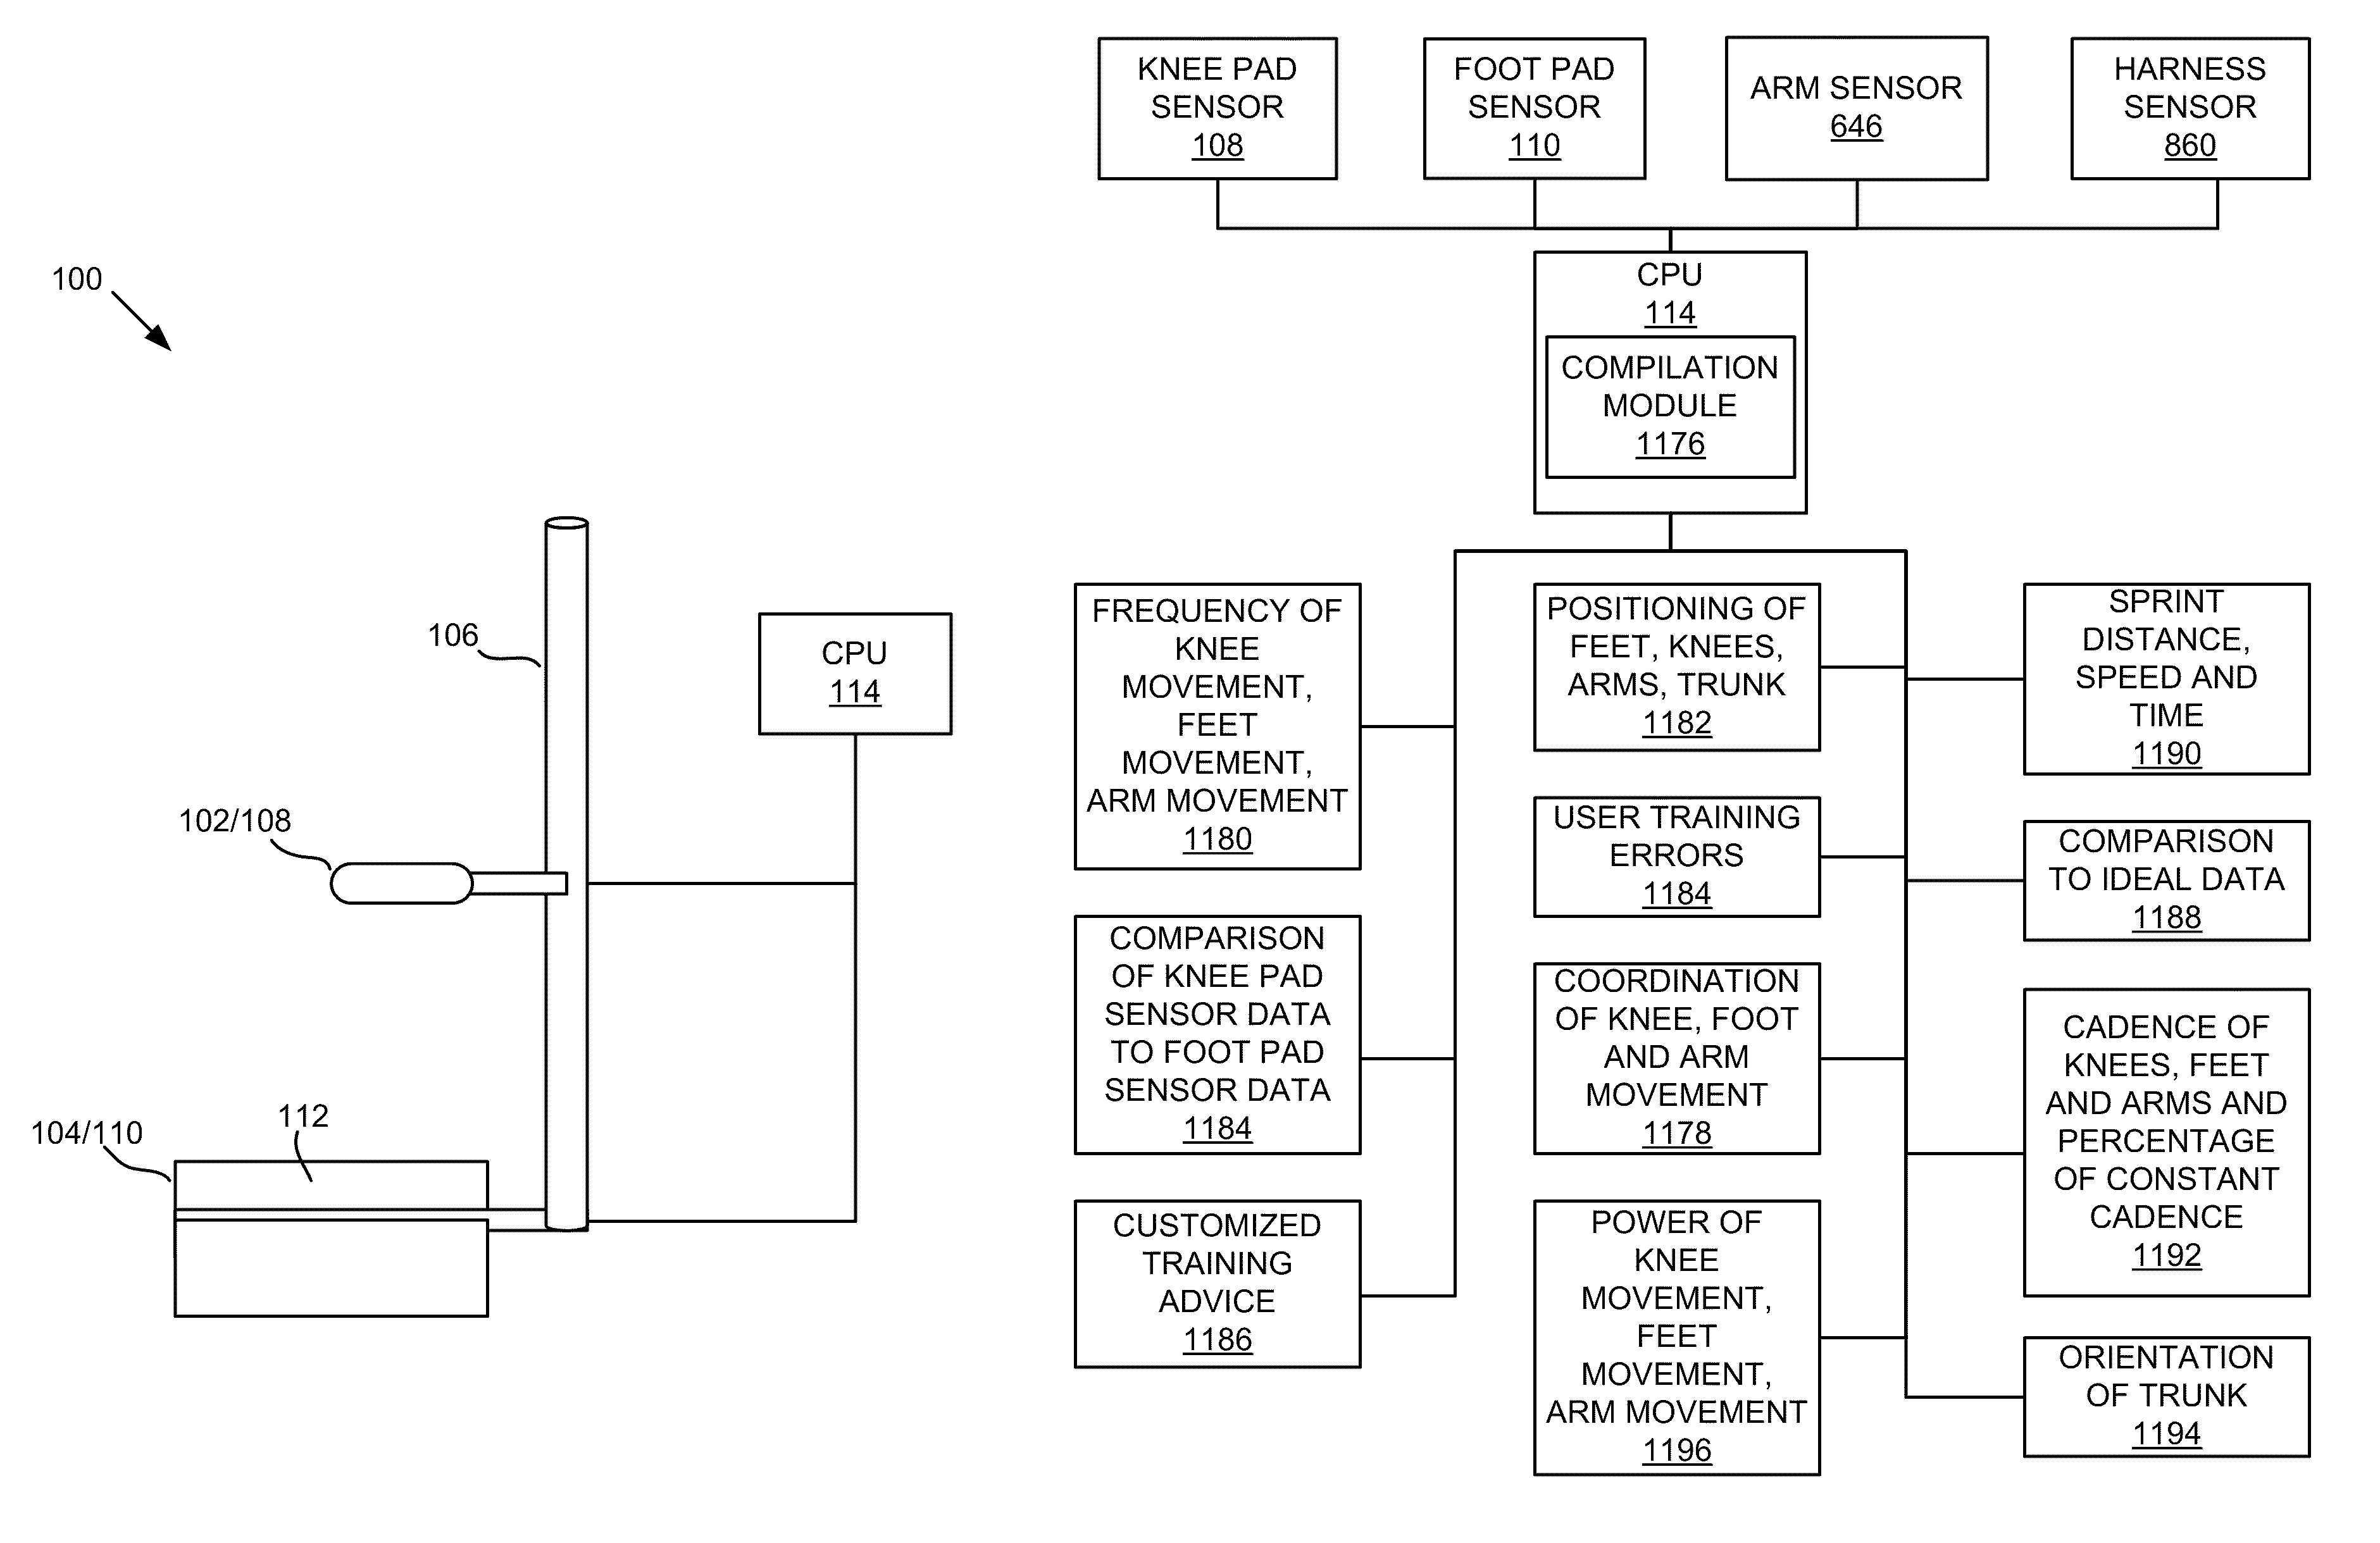 100
106
CPU
114
102/108
104/110
112
KNEE PAD
SENSOR
108
FOOT PAD
SENSOR
110
ARM SENSOR
646
HARNESS
SENSOR
860
CPU
114
COMPILATION
MODULE
1176
FREQUENCY OF
KNEE
MOVEMENT,
FEET
MOVEMENT,
ARM MOVEMENT
1180
COMPARISON
OF KNEE PAD
SENSOR DATA
TO FOOT PAD
SENSOR DATA
1184
CUSTOMIZED
TRAINING
ADVICE
1186
POSITIONING OF
FEET, KNEES,
ARMS, TRUNK
1182
USER TRAINING
ERRORS
1184
COORDINATION
OF KNEE, FOOT
AND ARM
MOVEMENT
1178
POWER OF
KNEE
MOVEMENT,
FEET
MOVEMENT,
ARM MOVEMENT
1196
SPRINT
DISTANCE,
SPEED AND
TIME
1190
COMPARISON
TO IDEAL DATA
1188
CADENCE OF
KNEES, FEET
AND ARMS AND
PERCENTAGE
OF CONSTANT
CADENCE
1192
ORIENTATION
OF TRUNK
1194